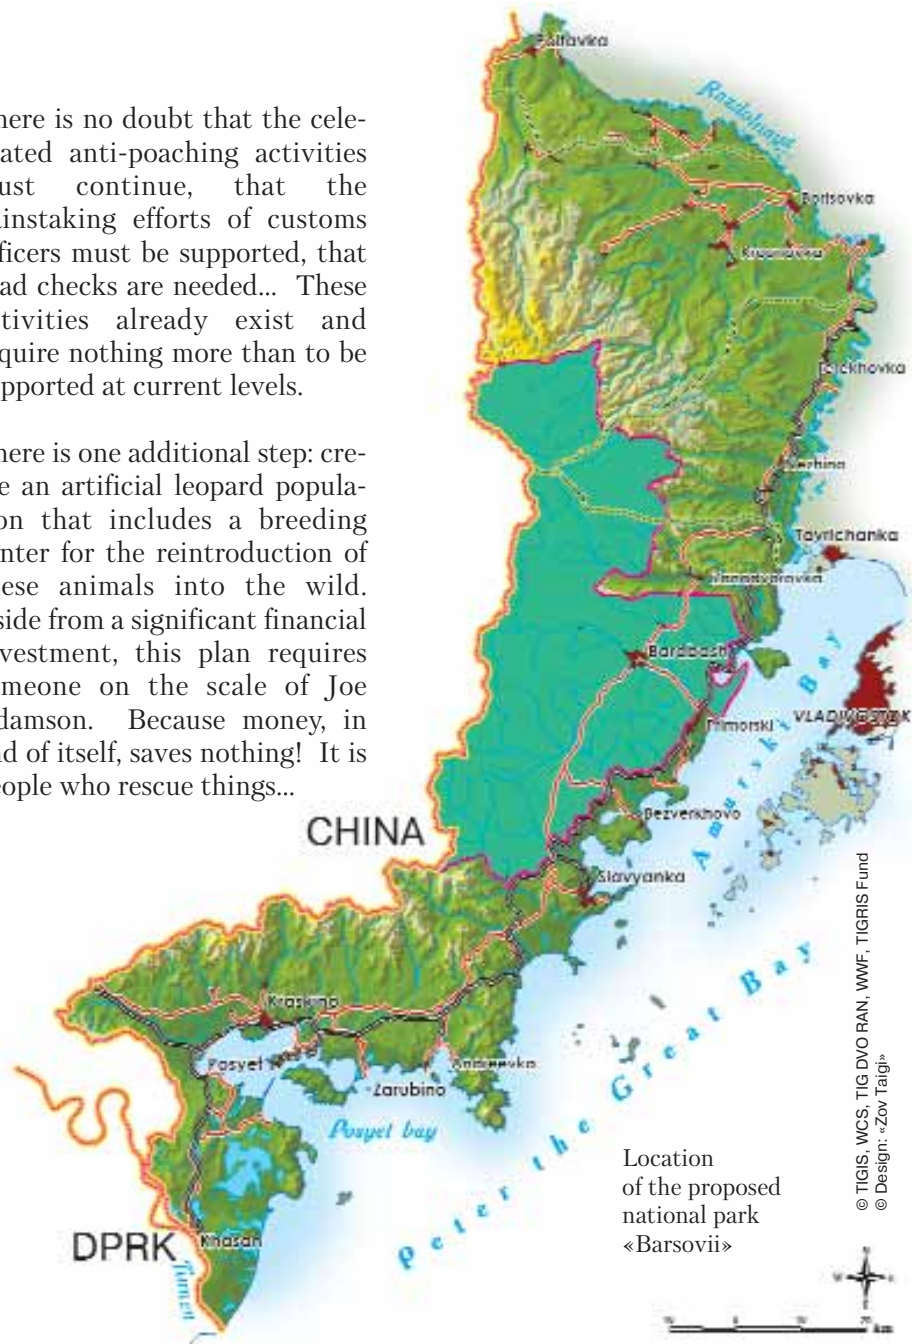 here is no doubt that the cele-
ated anti-poaching activities
ust continue, that the
instaking efforts of customs
ficers must be supported, that
ad checks are needed... These
tivities already exist and
quire nothing more than to be
pported at current levels.
here is one additional step: cre-
e an artificial leopard popula-
on that includes a breeding
nter for the reintroduction of
ese animals into the wild.
side from a significant financial
vestment, this plan requires
meone on the scale of Joe
damson. Because money, in
nd of itself, saves nothing! It is
eople who rescue things...
Poltavka
Borisovka
Nezhina
Tavrichanka
Barabash
Primorski
VLADIVOSTOK
Amurski Bay
Bezverkhovo
CHINA
Slavyanka
Peter the Great Bay
Kraskino
Posyet
Andreevka
Zarubino
Posyet bay
DPRK
Khasan
Tumen
Location
of the proposed
national park
«Barsovii»
© TIGIS, WCS, TIG DVO RAN, WWF, TIGRIS Fund
© Design: «Zov Taigi»
N
W
km